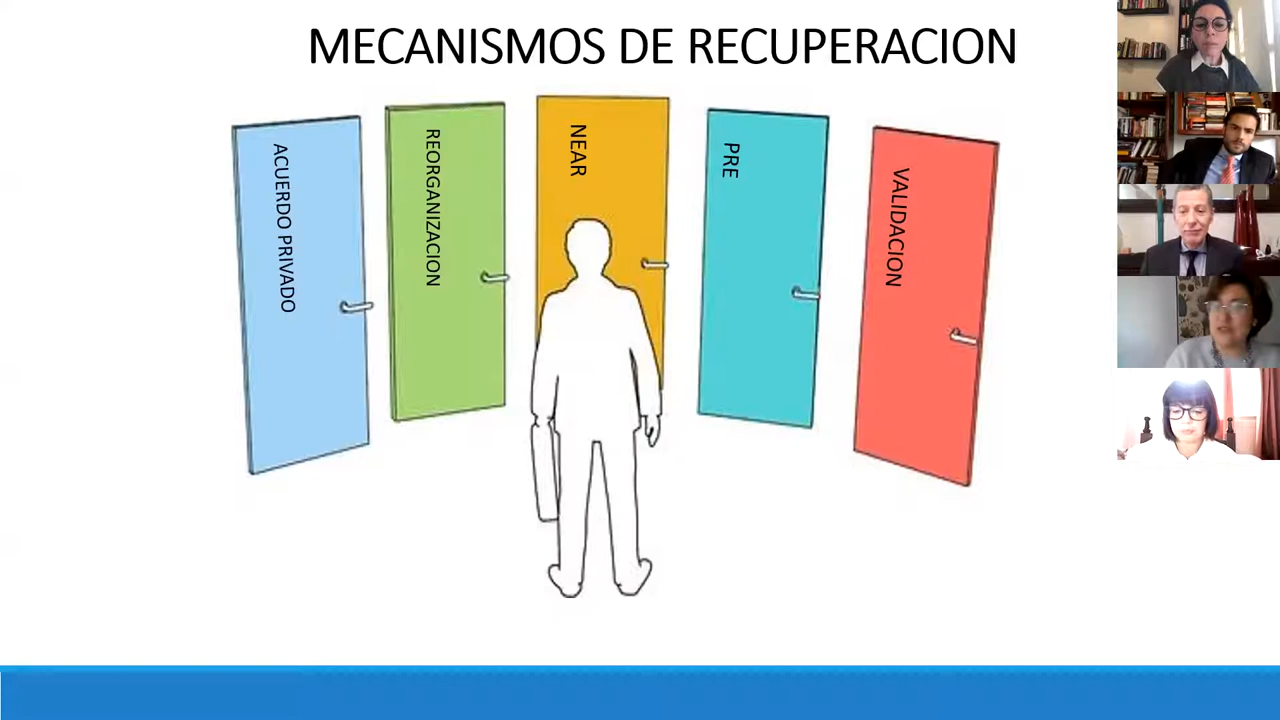 MECANISMOS DE RECUPERACION
ACUERDO PRIVADO
REORGANIZACION
NEAR
PRE
VALIDACION